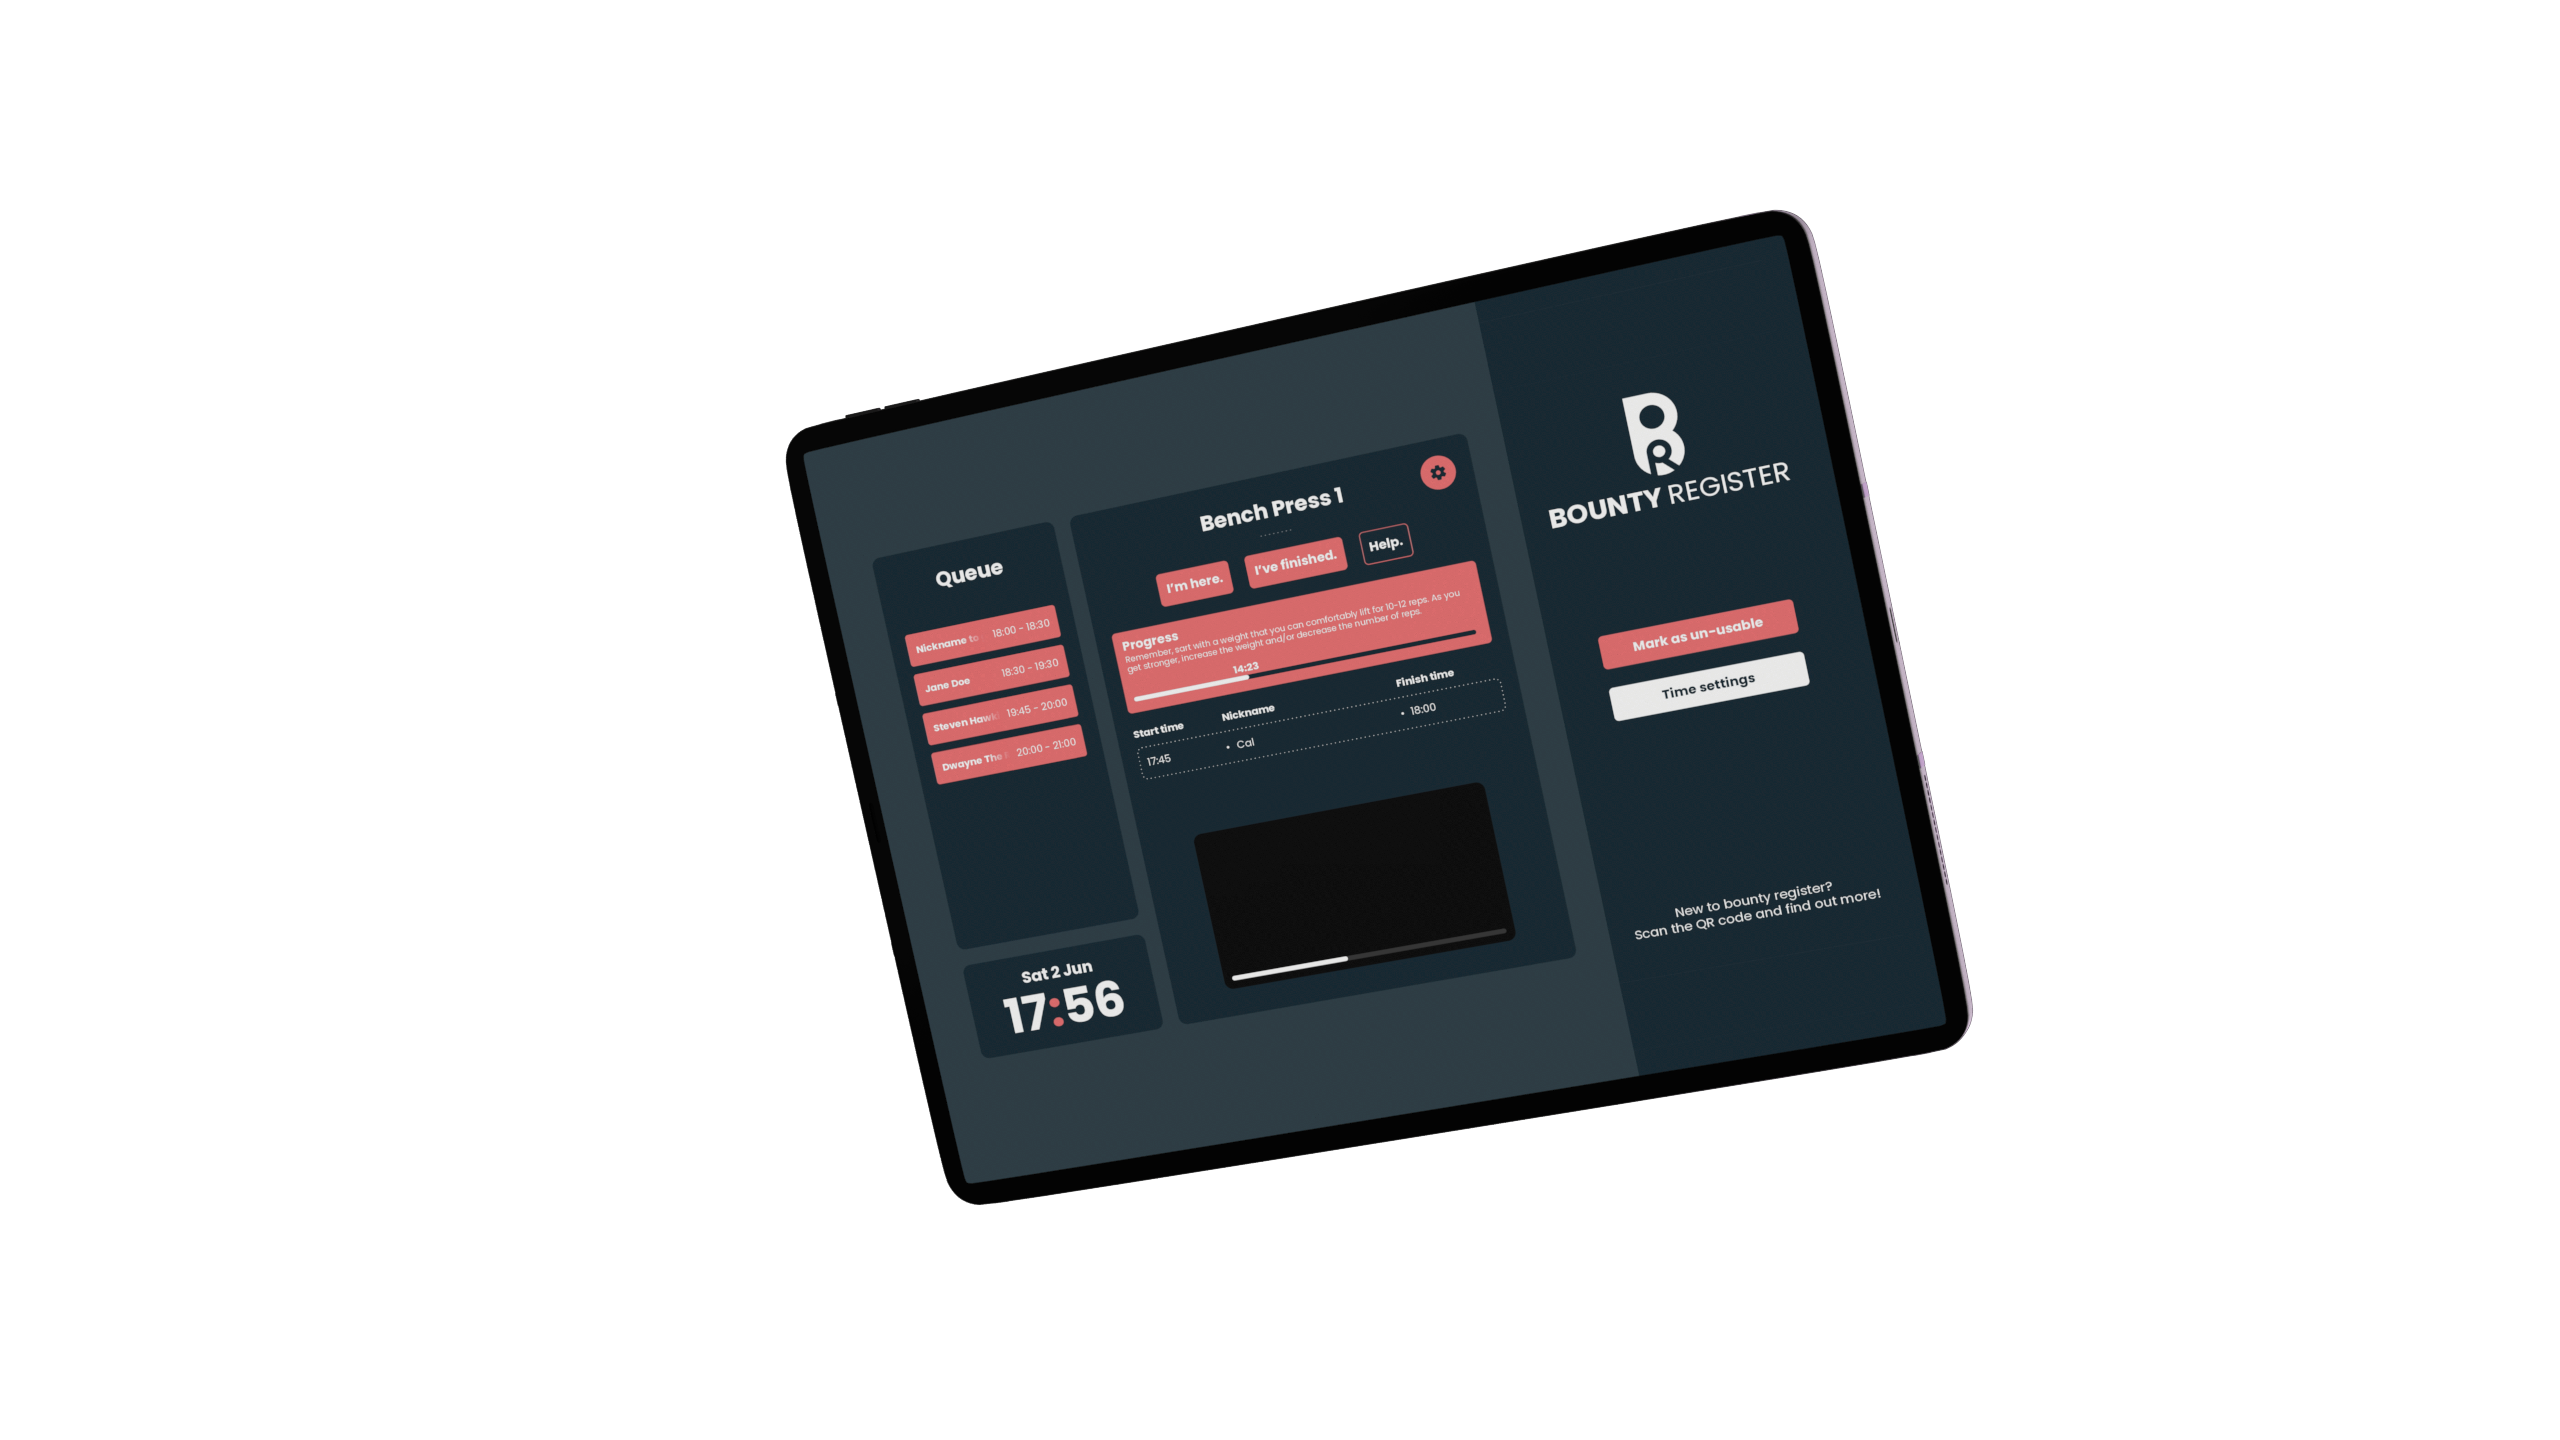 Queue
Nickname to 18:00 - 18:30
Jane Doe 18:30 - 19:30
Steven Hawk 19:45 - 20:00
Dwayne The 20:00 - 21:00
Sat 2 Jun
17:56
Bench Press 1
I'm here. I've finished. Help.
Progress
Remember, sart with a weight that you can comfortably lift for 10-12 reps. As you
get stronger, increase the weight and/or decrease the number of reps.
14:23
Start time Nickname Finish time
17:45 • Cal • 18:00
BR
BOUNTY REGISTER
Mark as un-usable
Time settings
New to bounty register?
Scan the QR code and find out more!